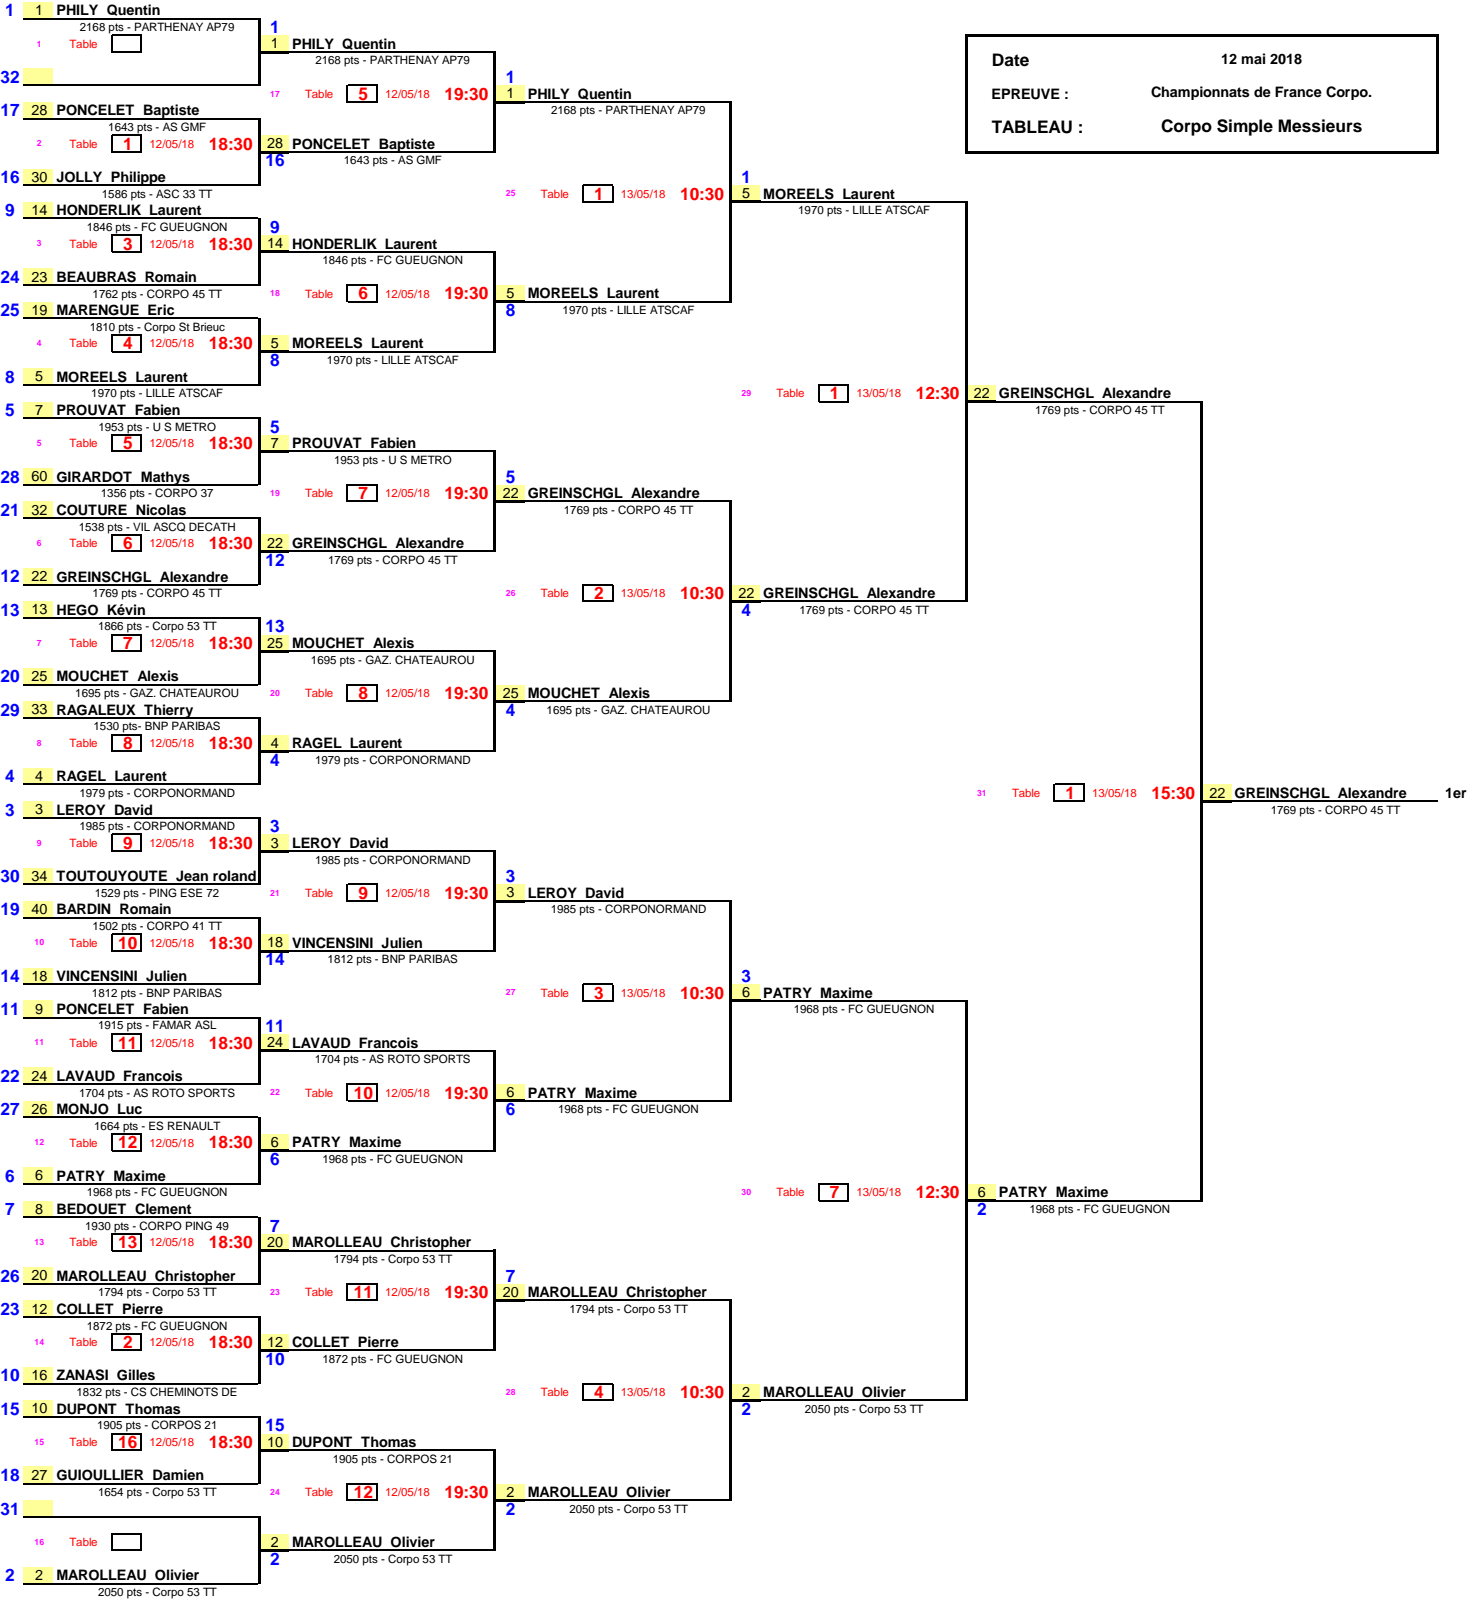 1 1 PHILY Quentin
2168 pts - PARTHENAY AP79
1 Table
32
17 28 PONCELET Baptiste
1643 pts - AS GMF
2 Table 1 12/05/18 18:30
16 30 JOLLY Philippe
1586 pts - ASC 33 TT
9 14 HONDERLIK Laurent
1846 pts - FC GUEUGNON
3 Table 3 12/05/18 18:30
24 23 BEAUBRAS Romain
1762 pts - CORPO 45 TT
25 19 MARENGUE Eric
1810 pts - Corpo St Brieuc
4 Table 4 12/05/18 18:30
8 5 MOREELS Laurent
1970 pts - LILLE ATSCAF
5 7 PROUVAT Fabien
1953 pts - U S METRO
5 Table 5 12/05/18 18:30
28 60 GIRARDOT Mathys
1356 pts - CORPO 37
21 32 COUTURE Nicolas
1538 pts - VIL ASCQ DECATH
6 Table 6 12/05/18 18:30
12 22 GREINSCHGL Alexandre
1769 pts - CORPO 45 TT
13 13 HEGO Kévin
1866 pts - Corpo 53 TT
7 Table 7 12/05/18 18:30
20 25 MOUCHET Alexis
1695 pts - GAZ. CHATEAUROU
29 33 RAGALEUX Thierry
1530 pts- BNP PARIBAS
8 Table 8 12/05/18 18:30
4 4 RAGEL Laurent
1979 pts - CORPONORMAND
3 3 LEROY David
1985 pts - CORPONORMAND
9 Table 9 12/05/18 18:30
30 34 TOUTOUYOUTE Jean roland
1529 pts - PING ESE 72
19 40 BARDIN Romain
1502 pts - CORPO 41 TT
10 Table 10 12/05/18 18:30
14 18 VINCENSINI Julien
1812 pts - BNP PARIBAS
11 9 PONCELET Fabien
1915 pts - FAMAR ASL
11 Table 11 12/05/18 18:30
22 24 LAVAUD Francois
1704 pts - AS ROTO SPORTS
27 26 MONJO Luc
1664 pts - ES RENAULT
12 Table 12 12/05/18 18:30
6 6 PATRY Maxime
1968 pts - FC GUEUGNON
7 8 BEDOUET Clement
1930 pts - CORPO PING 49
13 Table 13 12/05/18 18:30
26 20 MAROLLEAU Christopher
1794 pts - Corpo 53 TT
23 12 COLLET Pierre
1872 pts - FC GUEUGNON
14 Table 2 12/05/18 18:30
10 16 ZANASI Gilles
1832 pts - CS CHEMINOTS DE
15 10 DUPONT Thomas
1905 pts - CORPOS 21
15 Table 16 12/05/18 18:30
18 27 GUIOULLIER Damien
1654 pts - Corpo 53 TT
31
16 Table
2 2 MAROLLEAU Olivier
2050 pts - Corpo 53 TT
1
1 PHILY Quentin
2168 pts - PARTHENAY AP79
17 Table 5 12/05/18 19:30
28 PONCELET Baptiste
16
1643 pts - AS GMF
9
14 HONDERLIK Laurent
1846 pts - FC GUEUGNON
18 Table 6 12/05/18 19:30
5 MOREELS Laurent
8
1970 pts - LILLE ATSCAF
5
7 PROUVAT Fabien
1953 pts - U S METRO
19 Table 7 12/05/18 19:30
22 GREINSCHGL Alexandre
12
1769 pts - CORPO 45 TT
13
25 MOUCHET Alexis
1695 pts - GAZ. CHATEAUROU
20 Table 8 12/05/18 19:30
4 RAGEL Laurent
4
1979 pts - CORPONORMAND
3
3 LEROY David
1985 pts - CORPONORMAND
21 Table 9 12/05/18 19:30
18 VINCENSINI Julien
14
1812 pts - BNP PARIBAS
11
24 LAVAUD Francois
1704 pts - AS ROTO SPORTS
22 Table 10 12/05/18 19:30
6 PATRY Maxime
6
1968 pts - FC GUEUGNON
7
20 MAROLLEAU Christopher
1794 pts - Corpo 53 TT
23 Table 11 12/05/18 19:30
12 COLLET Pierre
10
1872 pts - FC GUEUGNON
15
10 DUPONT Thomas
1905 pts - CORPOS 21
24 Table 12 12/05/18 19:30
2 MAROLLEAU Olivier
2
2050 pts - Corpo 53 TT
1
1 PHILY Quentin
2168 pts - PARTHENAY AP79
25 Table 1 13/05/18 10:30
5 MOREELS Laurent
8
1970 pts - LILLE ATSCAF
5
22 GREINSCHGL Alexandre
1769 pts - CORPO 45 TT
26 Table 2 13/05/18 10:30
25 MOUCHET Alexis
4
1695 pts - GAZ. CHATEAUROU
3
3 LEROY David
1985 pts - CORPONORMAND
27 Table 3 13/05/18 10:30
6 PATRY Maxime
6
1968 pts - FC GUEUGNON
7
20 MAROLLEAU Christopher
1794 pts - Corpo 53 TT
28 Table 4 13/05/18 10:30
2 MAROLLEAU Olivier
2
2050 pts - Corpo 53 TT
1
5 MOREELS Laurent
1970 pts - LILLE ATSCAF
29 Table 1 13/05/18 12:30
22 GREINSCHGL Alexandre
4
1769 pts - CORPO 45 TT
3
6 PATRY Maxime
1968 pts - FC GUEUGNON
30 Table 7 13/05/18 12:30
2 MAROLLEAU Olivier
2
2050 pts - Corpo 53 TT
Date 12 mai 2018
EPREUVE : Championnats de France Corpo.
TABLEAU : Corpo Simple Messieurs
22 GREINSCHGL Alexandre
1769 pts - CORPO 45 TT
31 Table 1 13/05/18 15:30
6 PATRY Maxime
2
1968 pts - FC GUEUGNON
22 GREINSCHGL Alexandre 1er
1769 pts - CORPO 45 TT